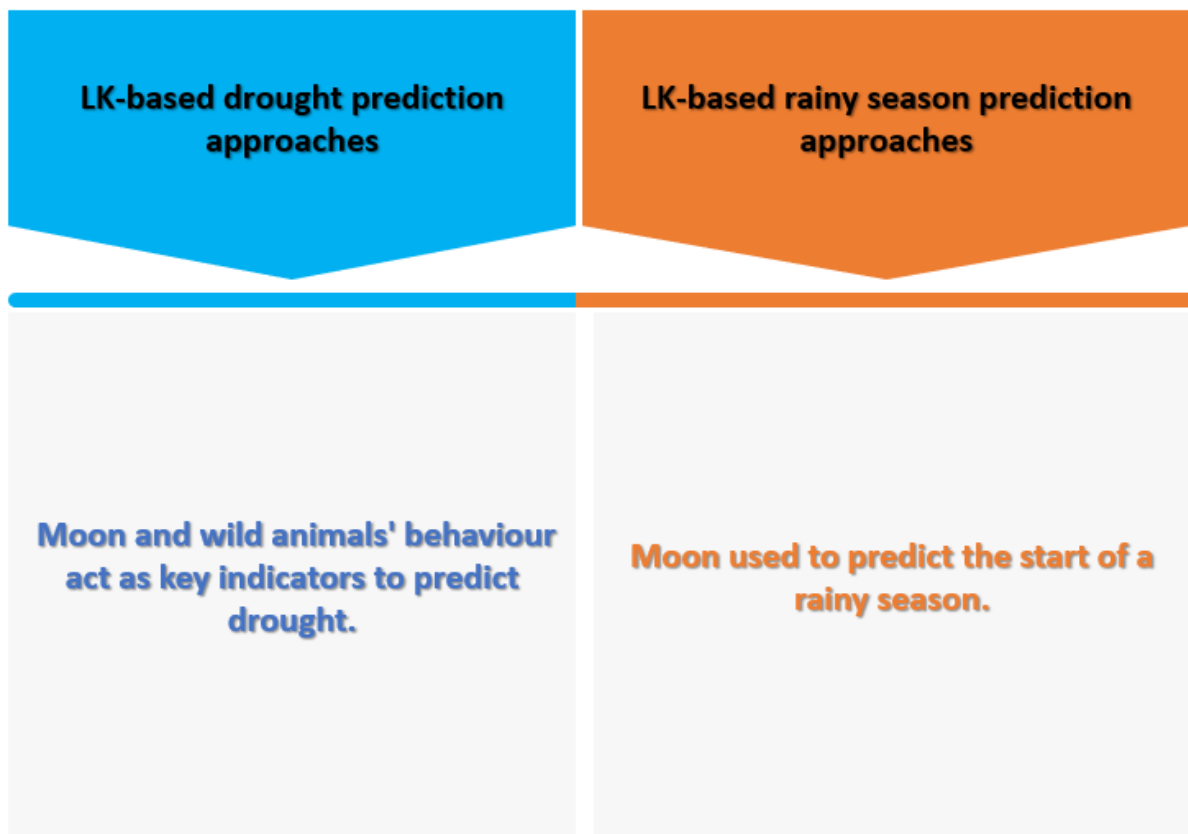 LK-based drought prediction
approaches
LK-based rainy season prediction
approaches
Moon and wild animals' behaviour
act as key indicators to predict
drought.
Moon used to predict the start of a
rainy season.